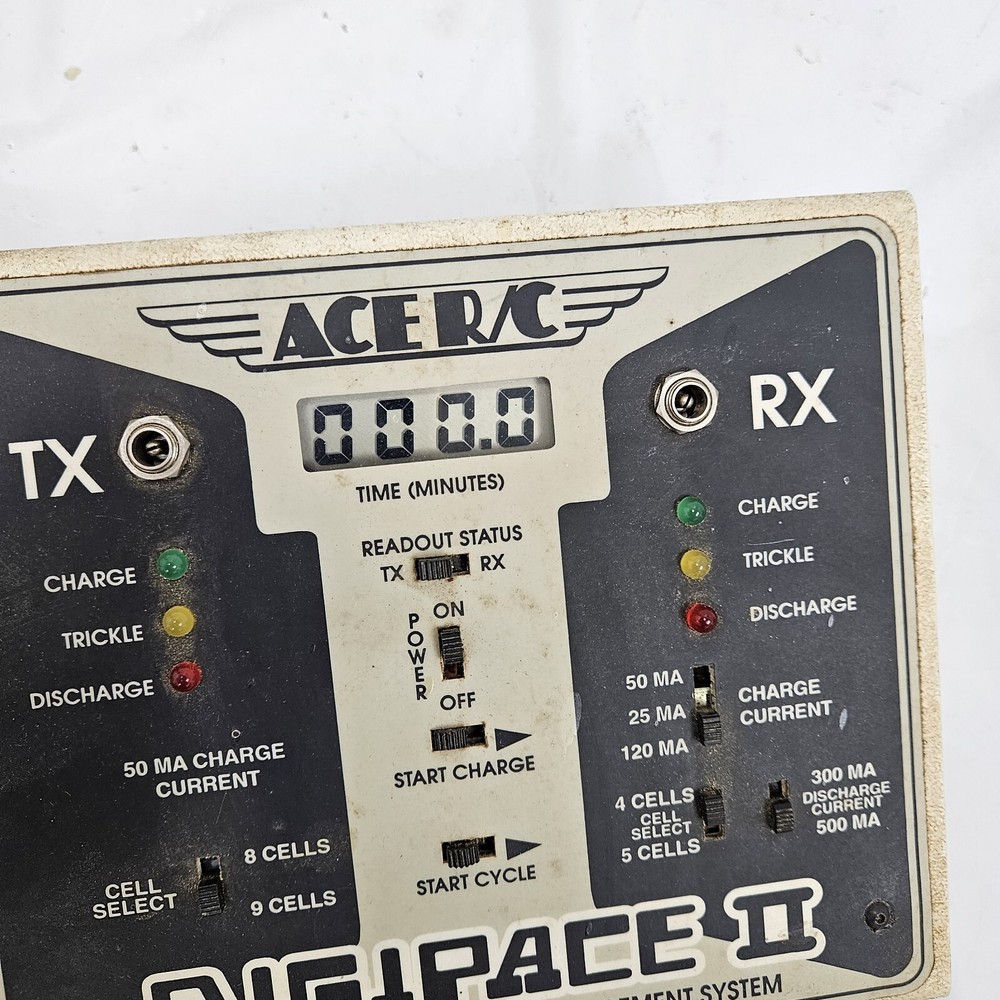 ACE R/C
000.0
TIME (MINUTES)
TX
RX
READOUT STATUS
TX RX
ON
POWER
OFF
START CHARGE
START CYCLE
CHARGE
TRICKLE
DISCHARGE
50 MA CHARGE
CURRENT
CELL
SELECT
8 CELLS
9 CELLS
CHARGE
TRICKLE
DISCHARGE
50 MA
25 MA
120 MA
CHARGE
CURRENT
4 CELLS
CELL
SELECT
5 CELLS
300 MA
DISCHARGE
CURRENT
500 MA
DIGIPACE II
SYSTEM